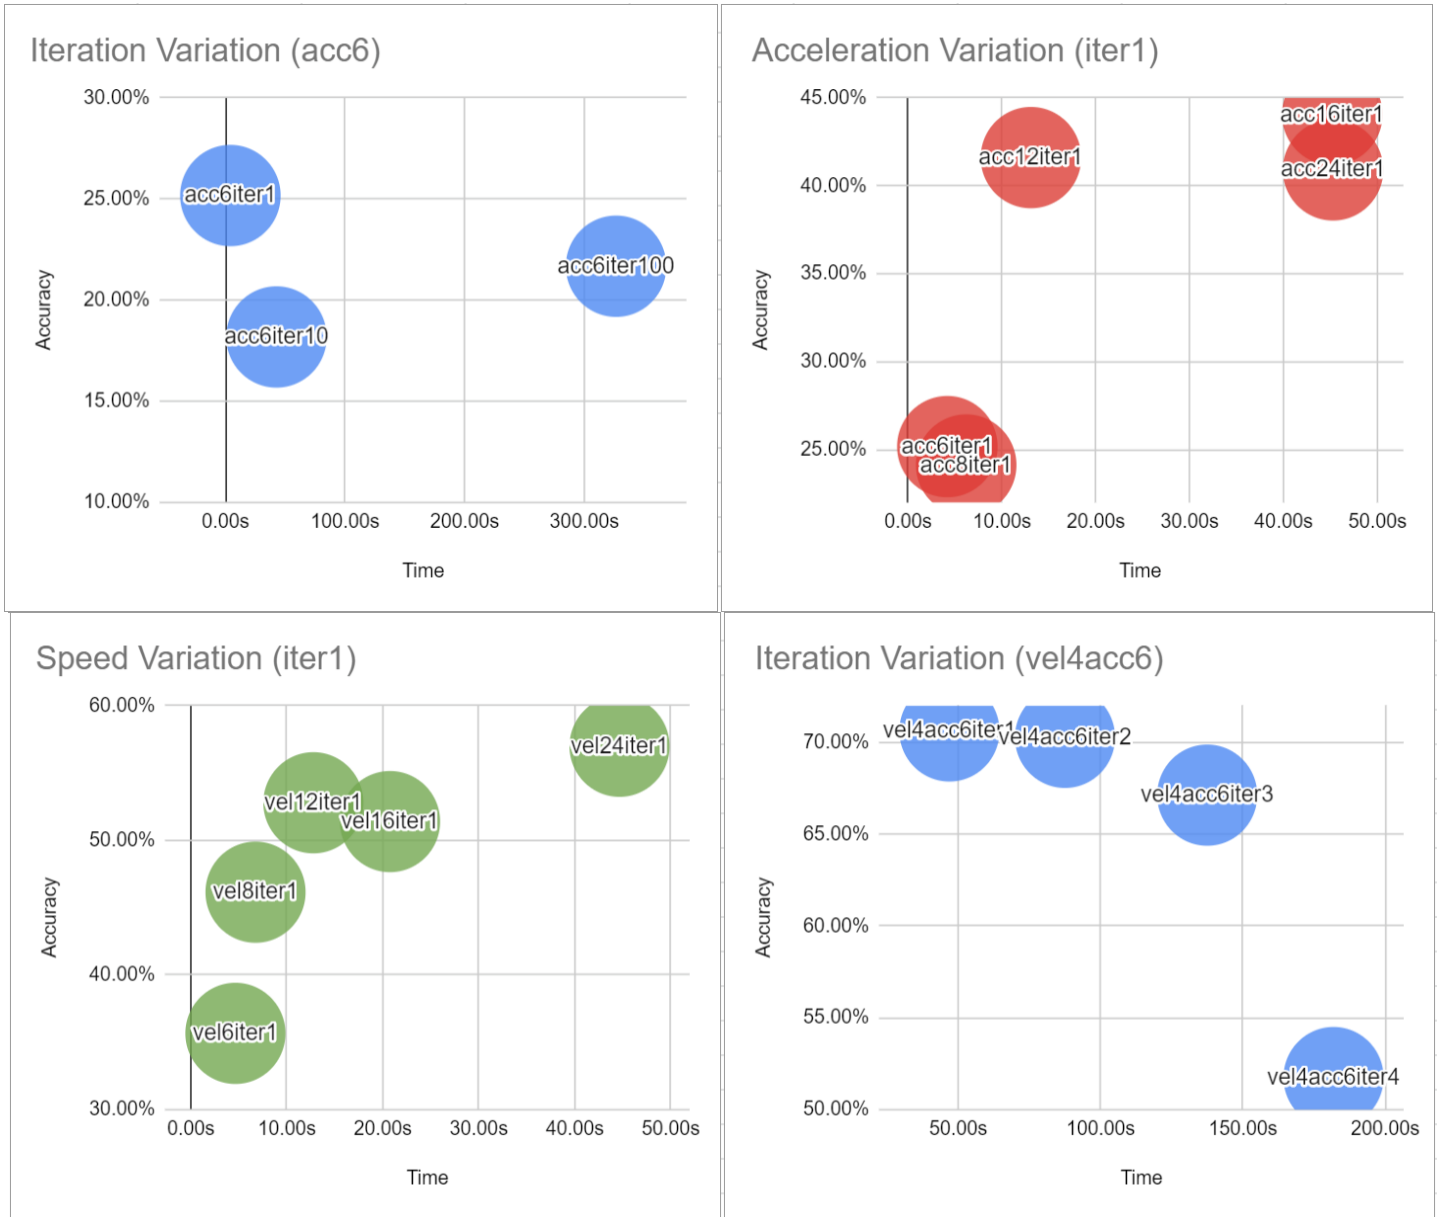 Iteration Variation (acc6)
30.00%
25.00%
20.00%
15.00%
10.00%
Accuracy
acc6iter1
acc6iter100
acc6iter10
0.00s 100.00s 200.00s 300.00s
Time
Acceleration Variation (iter1)
45.00%
40.00%
35.00%
30.00%
25.00%
Accuracy
acc16iter1
acc12iter1
acc24iter1
acc6iter1
acc8iter1
0.00s 10.00s 20.00s 30.00s 40.00s 50.00s
Time
Speed Variation (iter1)
60.00%
50.00%
40.00%
30.00%
Accuracy
vel24iter1
vel12iter1
vel16iter1
vel8iter1
vel6iter1
0.00s 10.00s 20.00s 30.00s 40.00s 50.00s
Time
Iteration Variation (vel4acc6)
70.00%
65.00%
60.00%
55.00%
50.00%
Accuracy
vel4acc6iter1
vel4acc6iter2
vel4acc6iter3
vel4acc6iter4
50.00s 100.00s 150.00s 200.00s
Time